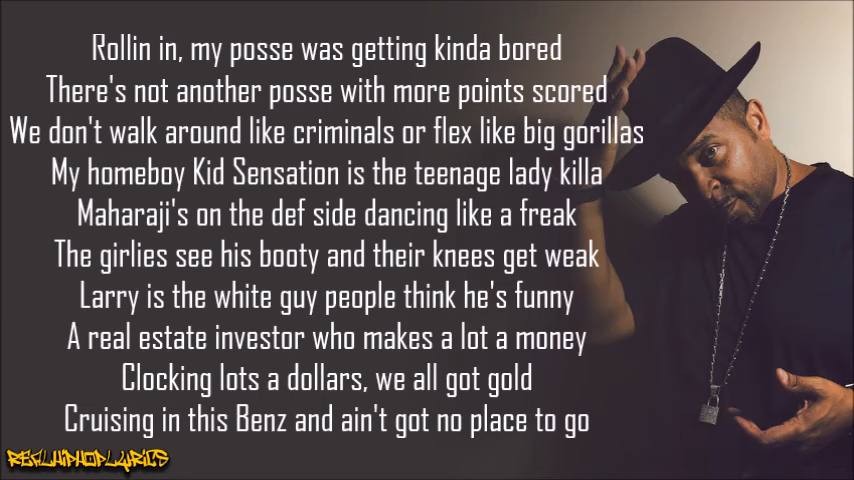 Rollin in, my posse was getting kinda bored
There's not another posse with more points scored
We don't walk around like criminals or flex like big gorillas
My homeboy Kid Sensation is the teenage lady killa
Maharaji's on the def side dancing like a freak
The girlies see his booty and their knees get weak
Larry is the white guy people think he's funny
A real estate investor who makes a lot a money
Clocking lots a dollars, we all got gold
Cruising in this Benz and ain't got no place to go
REALHIPHOPLYRICS